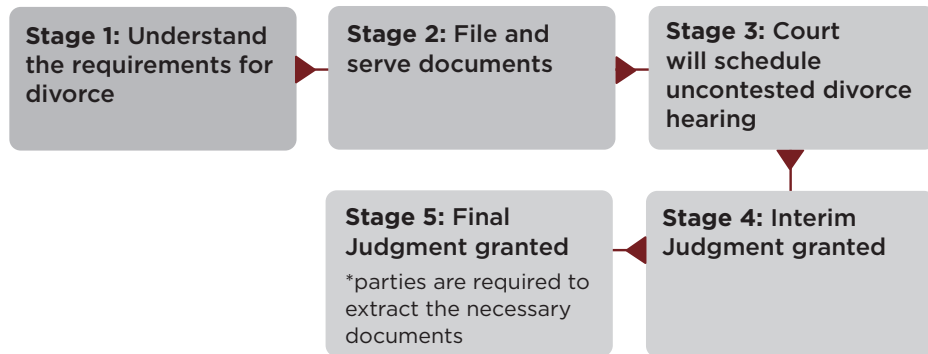 Stage 1: Understand
the requirements for
divorce
Stage 2: File and
serve documents
Stage 3: Court
will schedule
uncontested divorce
hearing
Stage 4: Interim
Judgment granted
Stage 5: Final
Judgment granted
*parties are required to
extract the necessary
documents